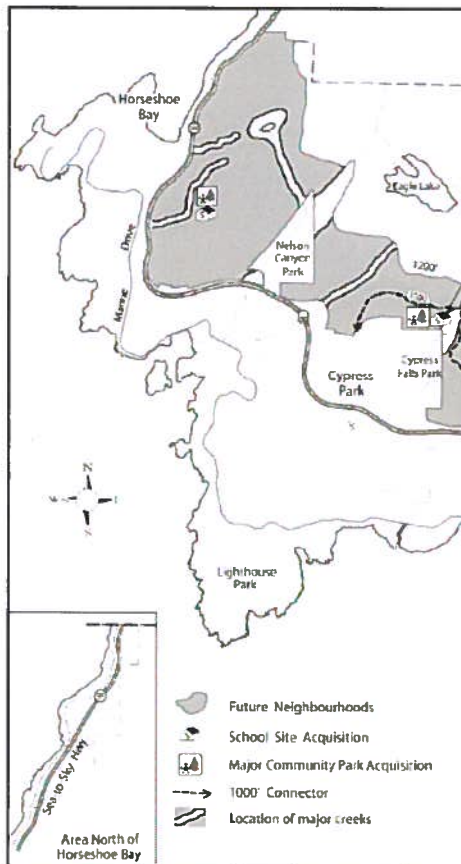 Horseshoe
Bay
Eagle Lake
Marine Drive
Nelson
Canyon
Park
1200'
Cypress
Park
Cypress
Falls Park
N
Lighthouse
Park
Sea to Sky Hwy
Area North of
Horseshoe Bay
Future Neighbourhoods
School Site Acquisition
Major Community Park Acquisition
1000' Connector
Location of major creeks